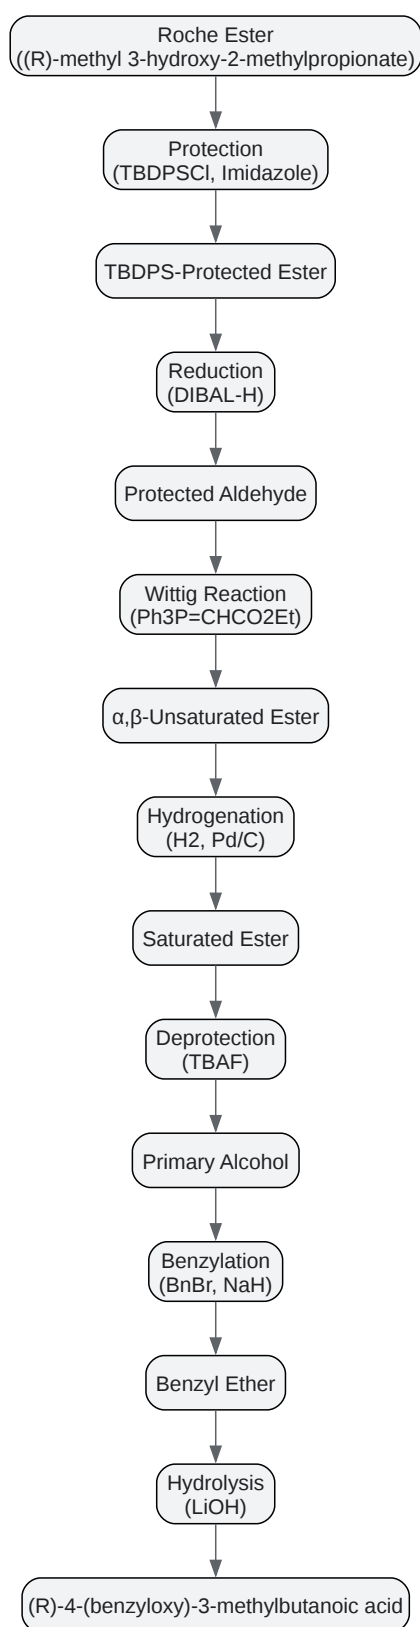 Roche Ester
((R)-methyl 3-hydroxy-2-methylpropionate)
Protection
(TBDPSCl, Imidazole)
TBDPS-Protected Ester
Reduction
(DIBAL-H)
Protected Aldehyde
Wittig Reaction
(Ph3P=CHCO2Et)
α,β-Unsaturated Ester
Hydrogenation
(H2, Pd/C)
Saturated Ester
Deprotection
(TBAF)
Primary Alcohol
Benzylation
(BnBr, NaH)
Benzyl Ether
Hydrolysis
(LiOH)
(R)-4-(benzyloxy)-3-methylbutanoic acid